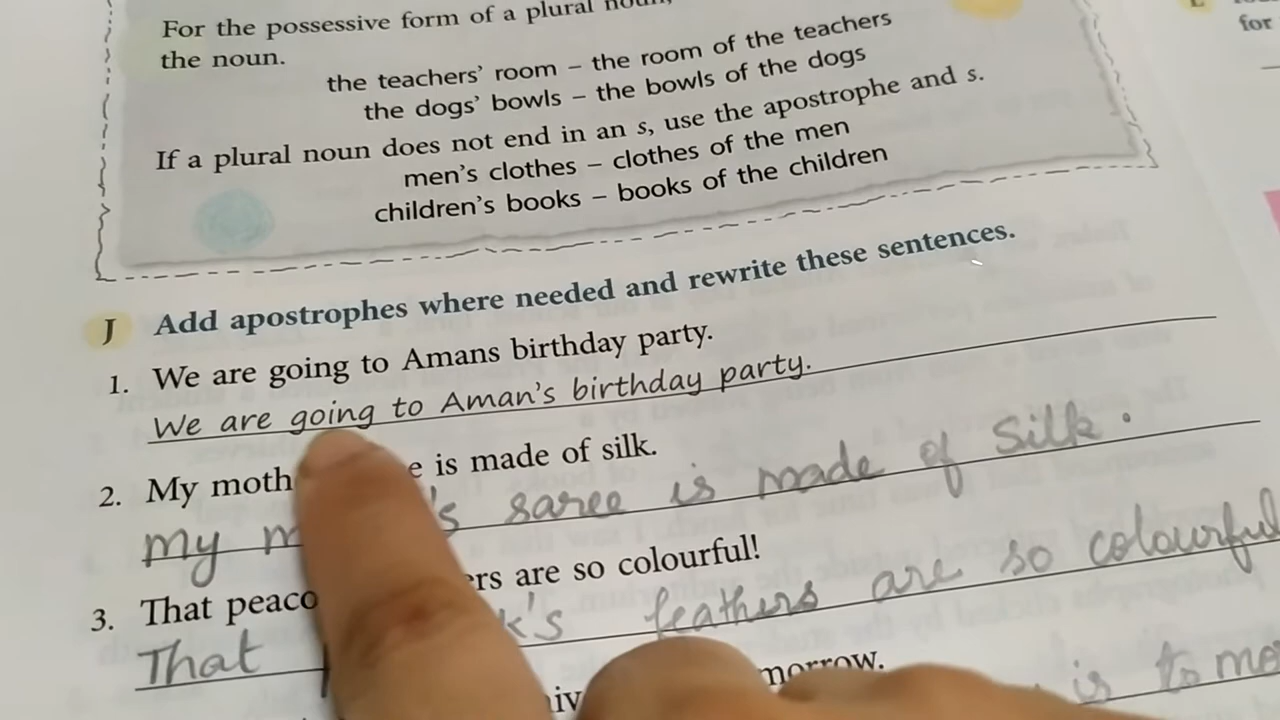 For the possessive form of a plural noun,
the noun.
the teachers' room – the room of the teachers
the dogs' bowls – the bowls of the dogs
If a plural noun does not end in an s, use the apostrophe and s.
men's clothes – clothes of the men
children's books – books of the children
for
J Add apostrophes where needed and rewrite these sentences.
1. We are going to Amans birthday party.
We are going to Aman's birthday party.
2. My moth e is made of silk.
My m 's saree is made of Silk.
3. That peaco ers are so colourful!
That k's feathers are so colourful
morrow.
is tomo